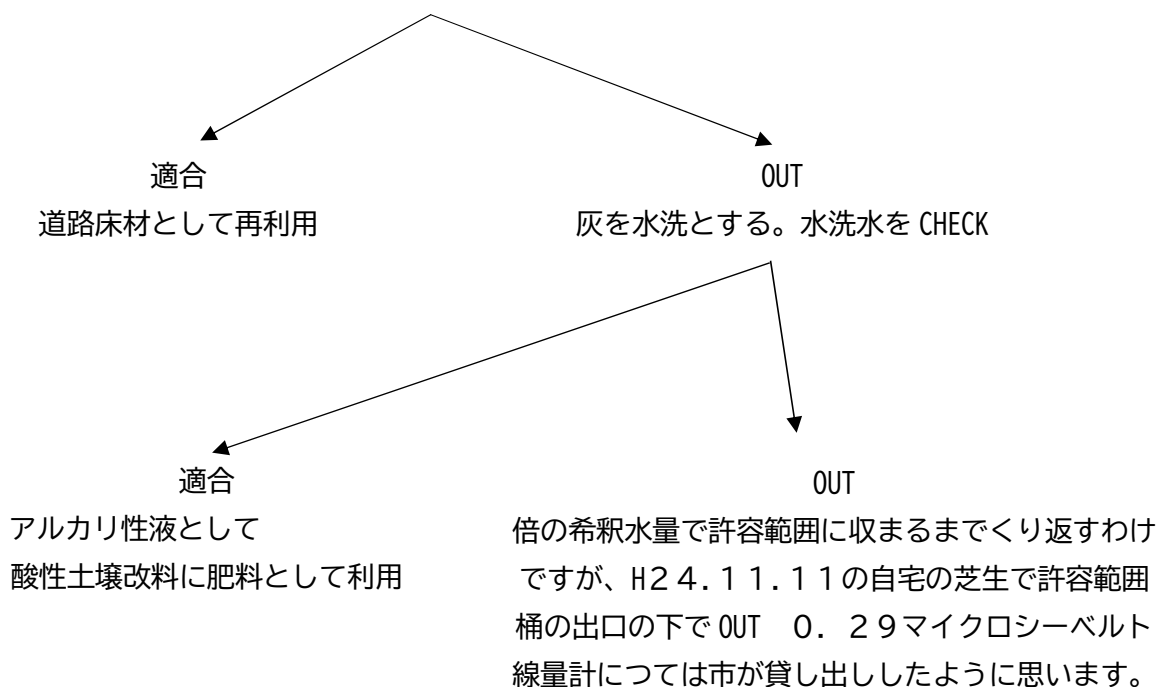 適合
OUT
道路床材として再利用
灰を水洗とする。水洗水を CHECK
適合
アルカリ性液として
酸性土壌改料に肥料として利用
OUT
倍の希釈水量で許容範囲に収まるまでくり返すわけ
ですが、H24.11.11の自宅の芝生で許容範囲
桶の出口の下で OUT 0.29マイクロシーベルト
線量計につては市が貸し出ししたように思います。